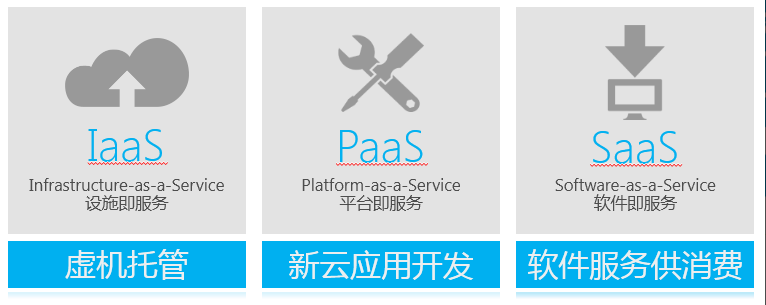 IaaS
Infrastructure-as-a-Service
设施即服务
虚机托管
PaaS
Platform-as-a-Service
平台即服务
新云应用开发
SaaS
Software-as-a-Service
软件即服务
软件服务供消费